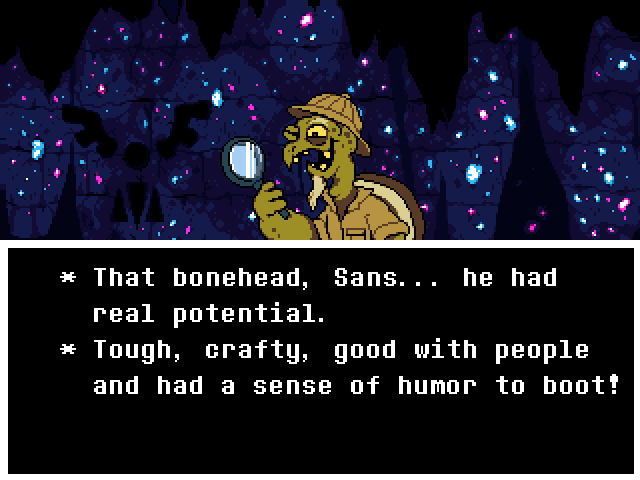 * That bonehead, Sans... he had
real potential.
* Tough, crafty, good with people
and had a sense of humor to boot!